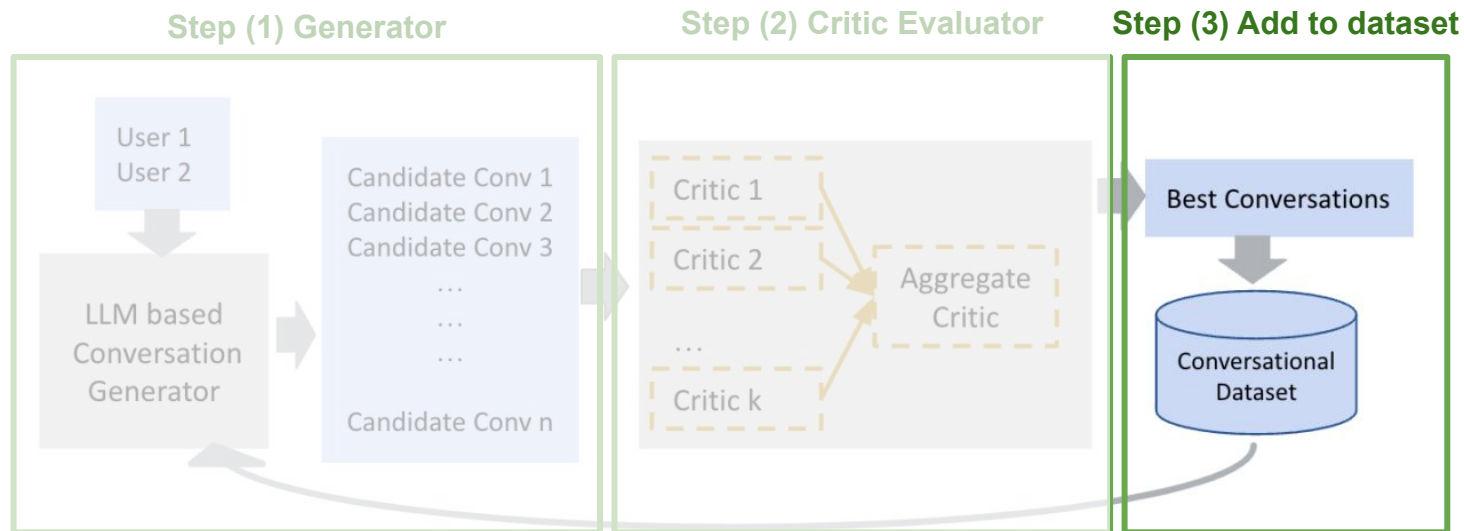 Step (1) Generator
Step (2) Critic Evaluator
Step (3) Add to dataset
User 1
User 2
LLM based
Conversation
Generator
Candidate Conv 1
Candidate Conv 2
Candidate Conv 3
...
...
...
Candidate Conv n
Critic 1
Critic 2
...
Critic k
Aggregate
Critic
Best Conversations
Conversational
Dataset